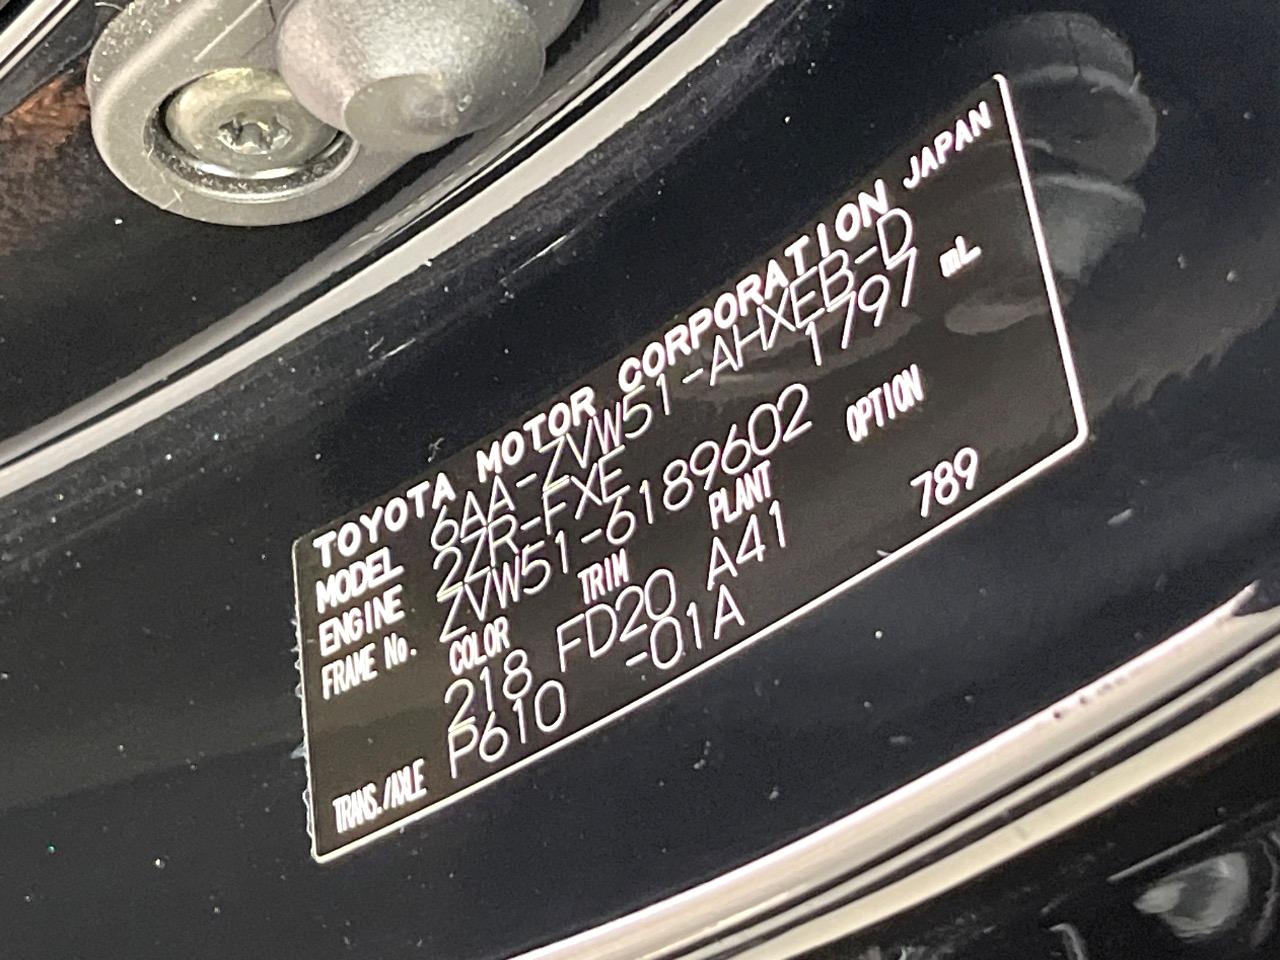 TOYOTA MOTOR CORPORATION JAPAN
MODEL 6AA-ZVW51-AHXEB-D
ENGINE 2ZR-FXE 1797 mL
FRAME No. ZVW51-6189602
COLOR TRIM PLANT OPTION
218 FD20 A41 789
TRANS./AXLE P610 -01A